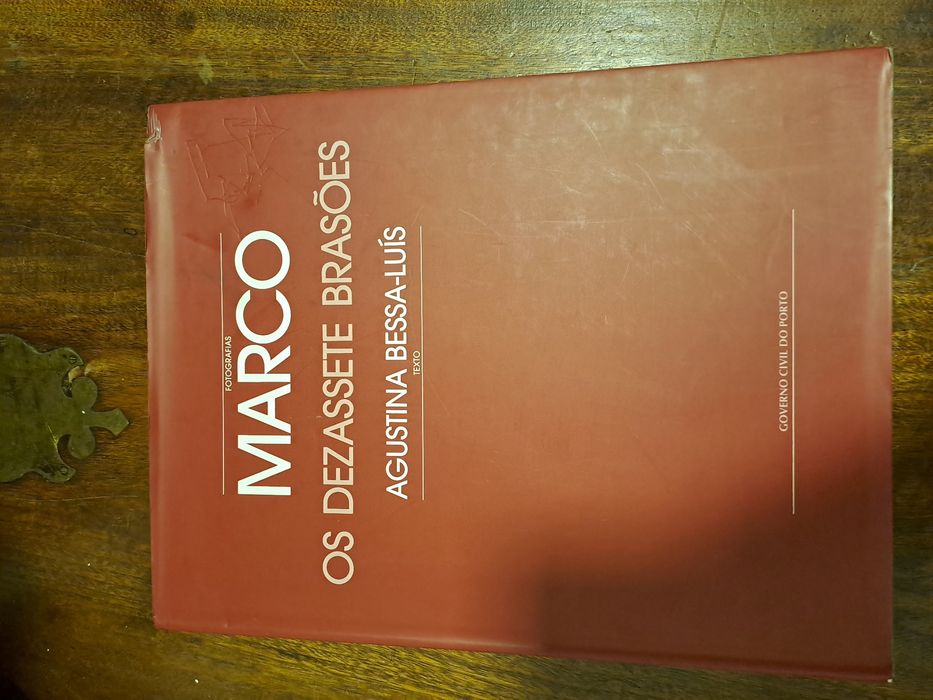 FOTOGRAFIAS
MARCO
OS DEZASSETE BRASÕES
AGUSTINA BESSA-LUÍS
TEXTO
GOVERNO CIVIL DO PORTO